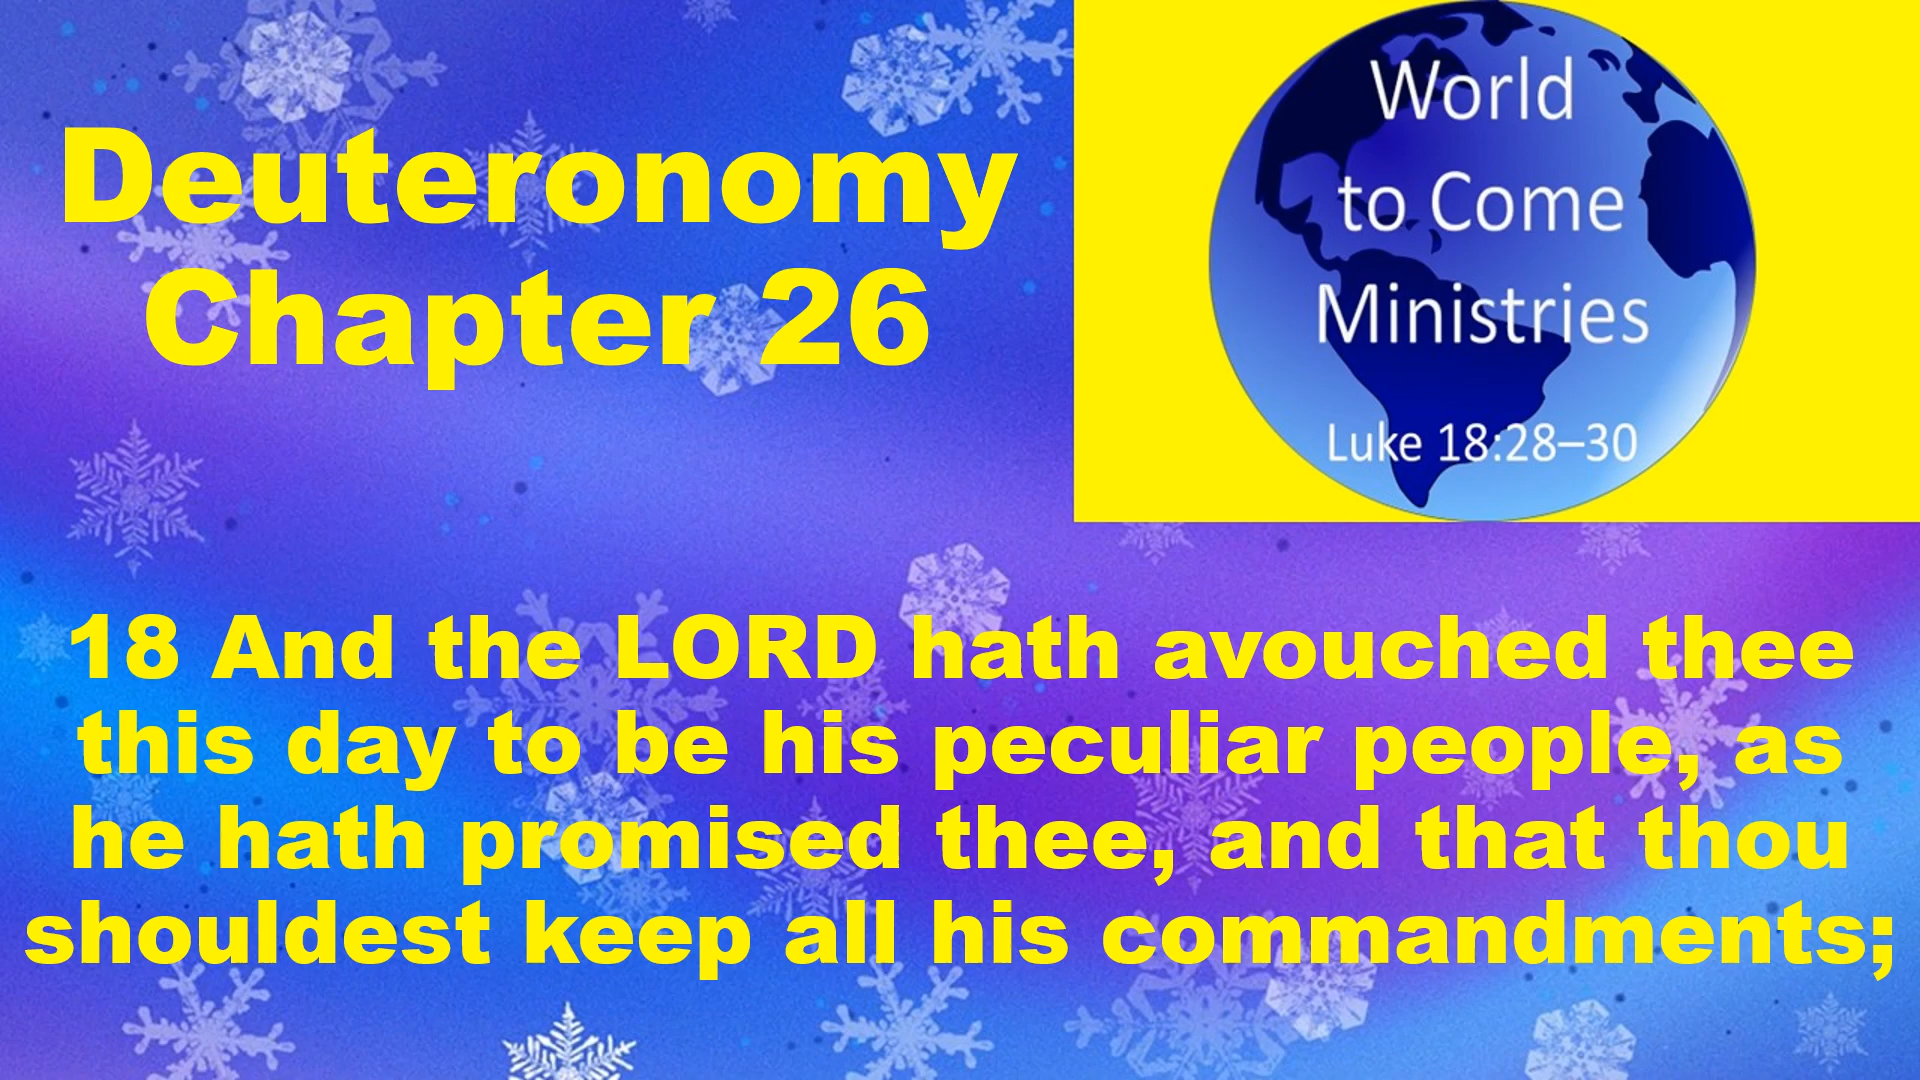 Deuteronomy
Chapter 26
World
to Come
Ministries
Luke 18:28–30
18 And the LORD hath avouched thee
this day to be his peculiar people, as
he hath promised thee, and that thou
shouldest keep all his commandments;